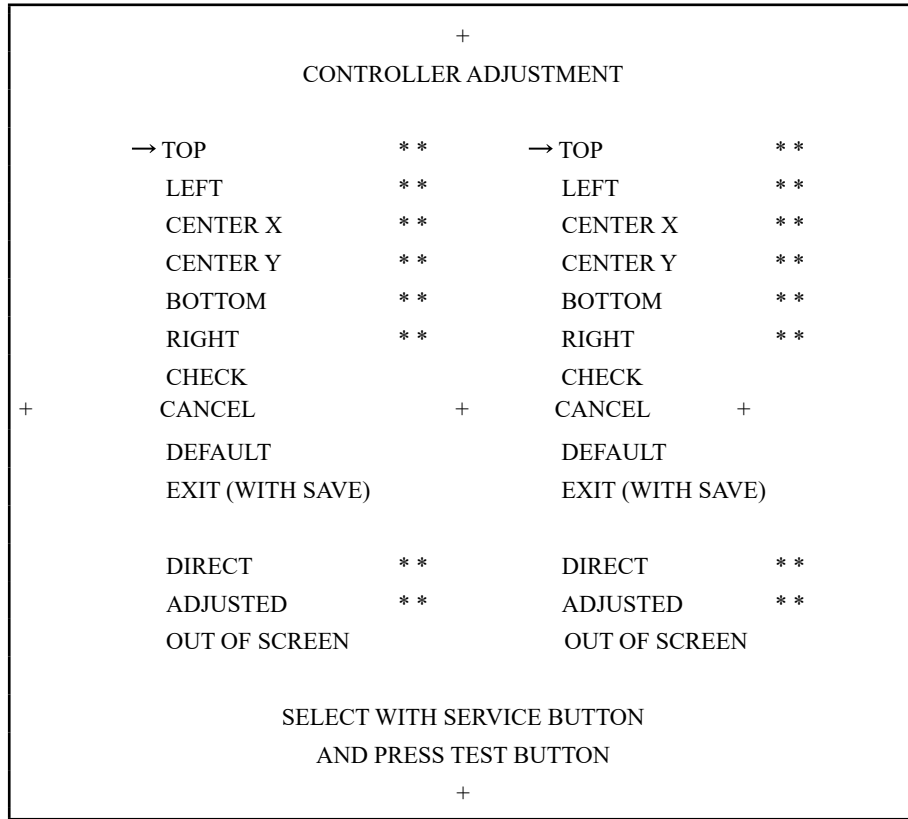 +
CONTROLLER ADJUSTMENT
→ TOP * * → TOP * *
LEFT * * LEFT * *
CENTER X * * CENTER X * *
CENTER Y * * CENTER Y * *
BOTTOM * * BOTTOM * *
RIGHT * * RIGHT * *
CHECK CHECK
+ CANCEL + CANCEL +
DEFAULT DEFAULT
EXIT (WITH SAVE) EXIT (WITH SAVE)
DIRECT * * DIRECT * *
ADJUSTED * * ADJUSTED * *
OUT OF SCREEN OUT OF SCREEN
SELECT WITH SERVICE BUTTON
AND PRESS TEST BUTTON
+